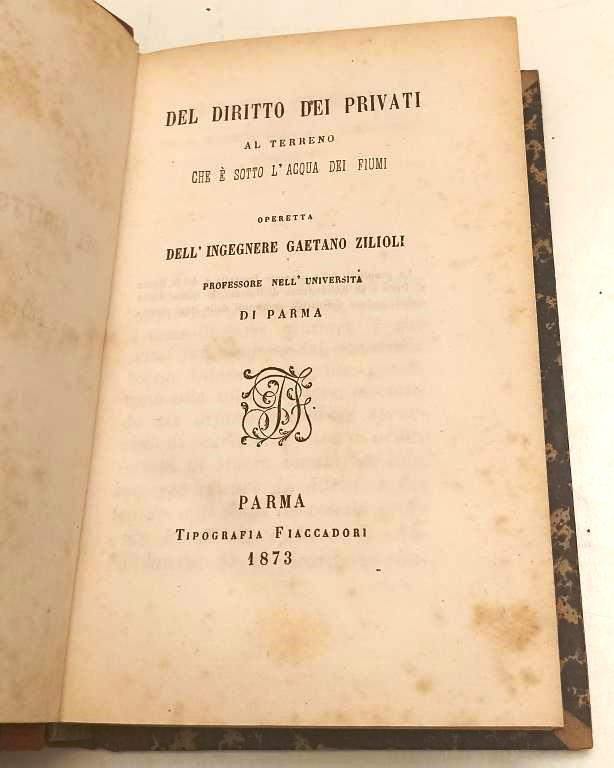 DEL DIRITTO DEI PRIVATI
AL TERRENO
CHE È SOTTO L'ACQUA DEI FIUMI
OPERETTA
DELL'INGEGNERE GAETANO ZILIOLI
PROFESSORE NELL'UNIVERSITÀ
DI PARMA
PARMA
TIPOGRAFIA FIACCADORI
1873